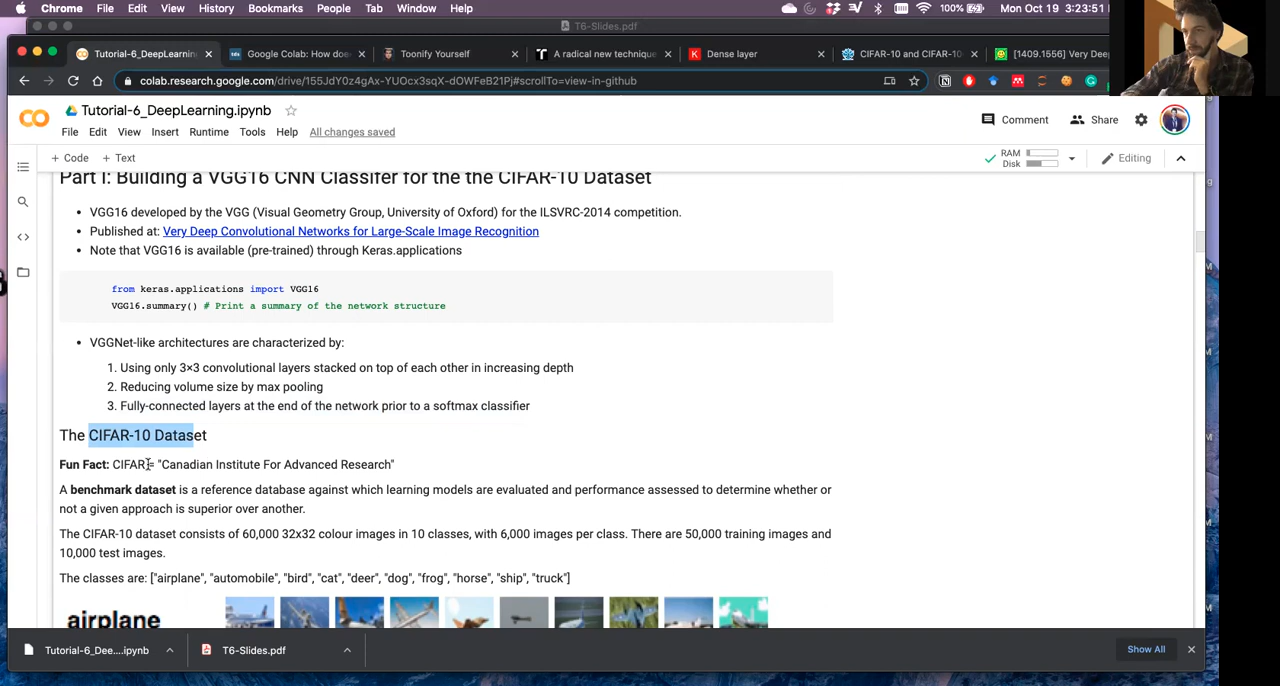 Chrome File Edit View History Bookmarks People Tab Window Help 100% Mon Oct 19 3:23:51
T6-Slides.pdf
Tutorial-6_DeepLearnin Google Colab: How doe Toonify Yourself A radical new technique Dense layer CIFAR-10 and CIFAR-10 [1409.1556] Very Dee
colab.research.google.com/drive/155JdY0z4gAx-YUOcx3sqX-dOWFeB21Pj#scrollTo=view-in-github
Tutorial-6_DeepLearning.ipynb
Comment Share
File Edit View Insert Runtime Tools Help All changes saved
+ Code + Text
RAM
Disk
Editing
Part I: Building a VGG16 CNN Classifer for the the CIFAR-10 Dataset
• VGG16 developed by the VGG (Visual Geometry Group, University of Oxford) for the ILSVRC-2014 competition.
• Published at: Very Deep Convolutional Networks for Large-Scale Image Recognition
• Note that VGG16 is available (pre-trained) through Keras.applications
from keras.applications import VGG16
VGG16.summary() # Print a summary of the network structure
• VGGNet-like architectures are characterized by:
1. Using only 3×3 convolutional layers stacked on top of each other in increasing depth
2. Reducing volume size by max pooling
3. Fully-connected layers at the end of the network prior to a softmax classifier
The CIFAR-10 Dataset
Fun Fact: CIFAR = "Canadian Institute For Advanced Research"
A benchmark dataset is a reference database against which learning models are evaluated and performance assessed to determine whether or
not a given approach is superior over another.
The CIFAR-10 dataset consists of 60,000 32x32 colour images in 10 classes, with 6,000 images per class. There are 50,000 training images and
10,000 test images.
The classes are: ["airplane", "automobile", "bird", "cat", "deer", "dog", "frog", "horse", "ship", "truck"]
airplane
Tutorial-6_Dee....ipynb T6-Slides.pdf Show All